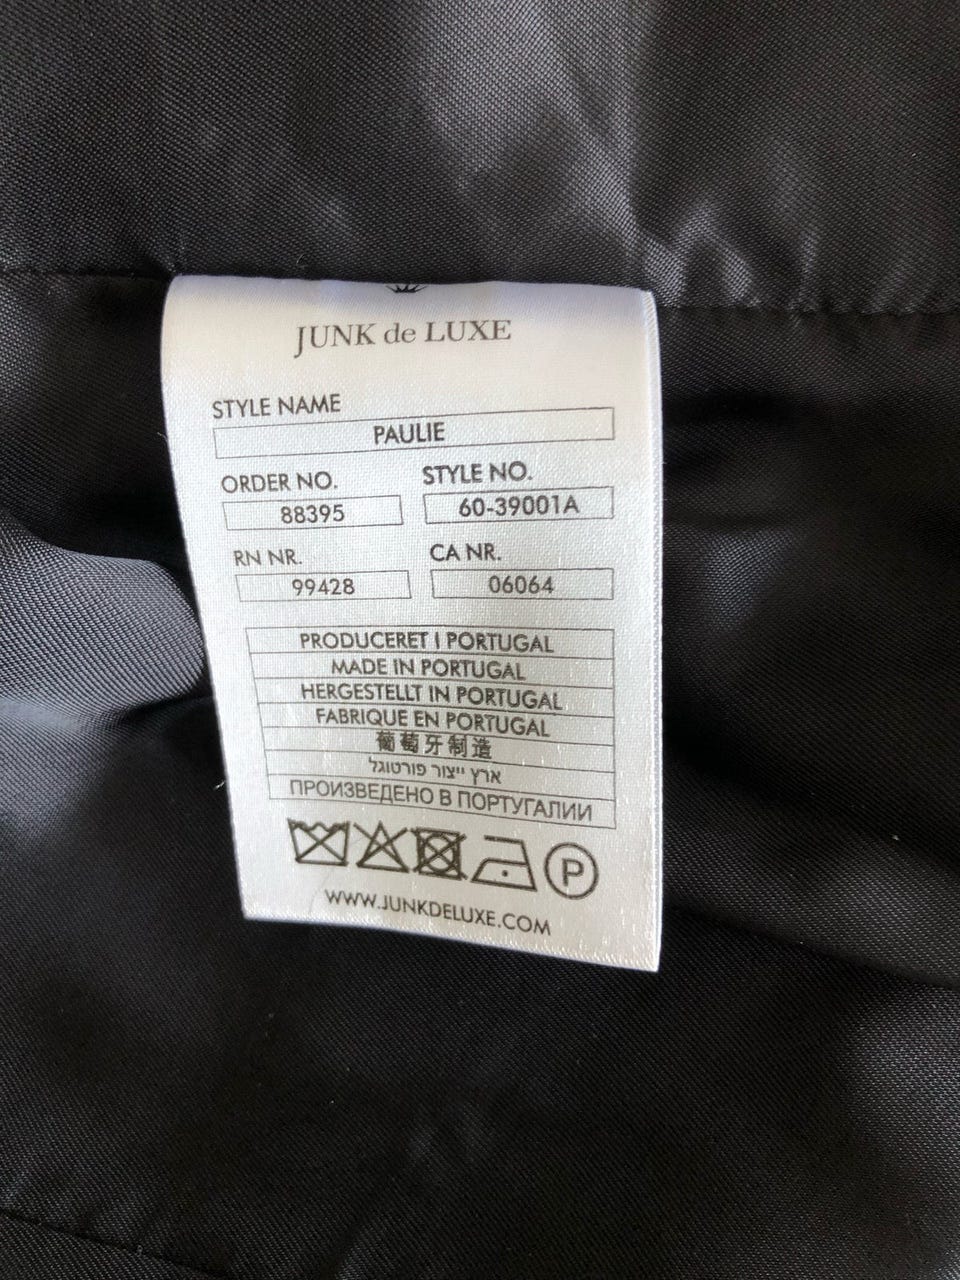 JUNK de LUXE
STYLE NAME
PAULIE
ORDER NO. STYLE NO.
88395 60-39001A
RN NR. CA NR.
99428 06064
PRODUCERET I PORTUGAL
MADE IN PORTUGAL
HERGESTELLT IN PORTUGAL
FABRIQUE EN PORTUGAL
葡萄牙制造
ארץ ייצור פורטוגל
ПРОИЗВЕДЕНО В ПОРТУГАЛИИ
P
WWW.JUNKDELUXE.COM